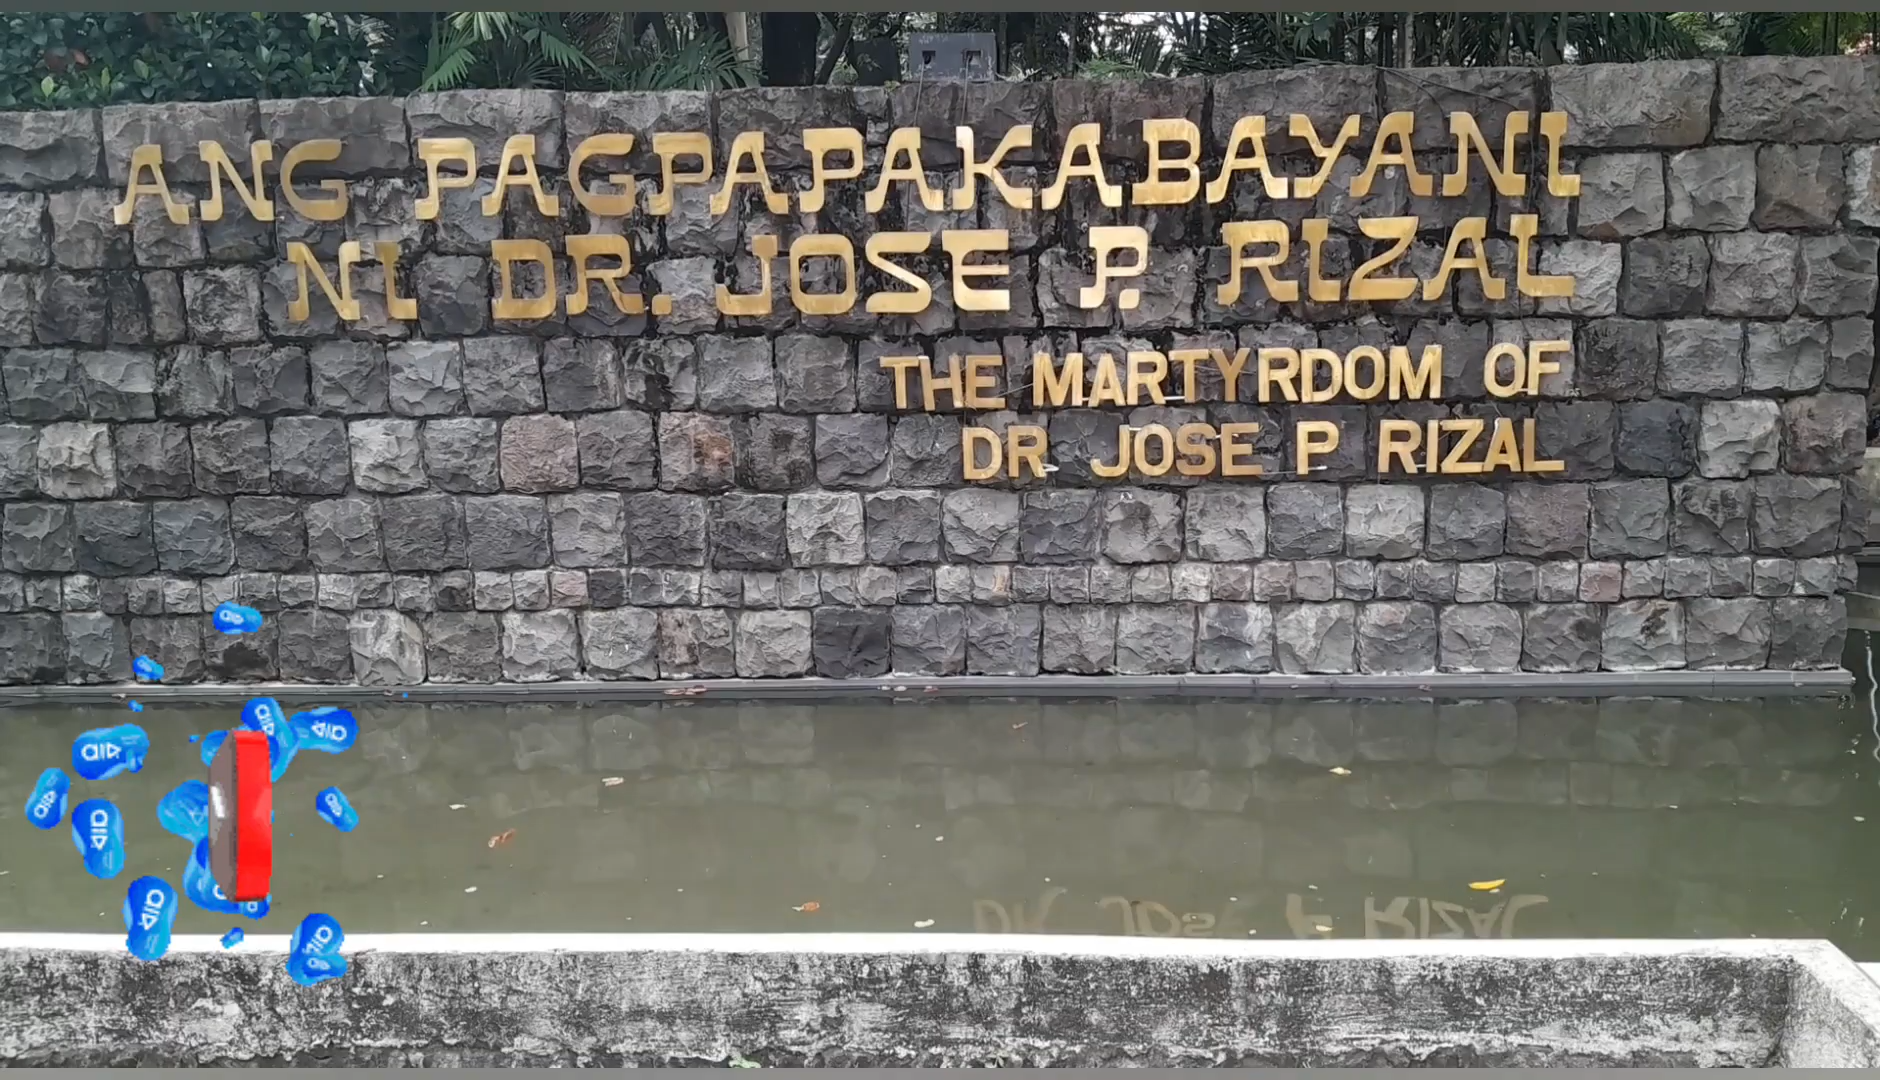 ANG PAGPAPAKABAYANI
NI DR. JOSE P. RIZAL
THE MARTYRDOM OF
DR JOSE P RIZAL